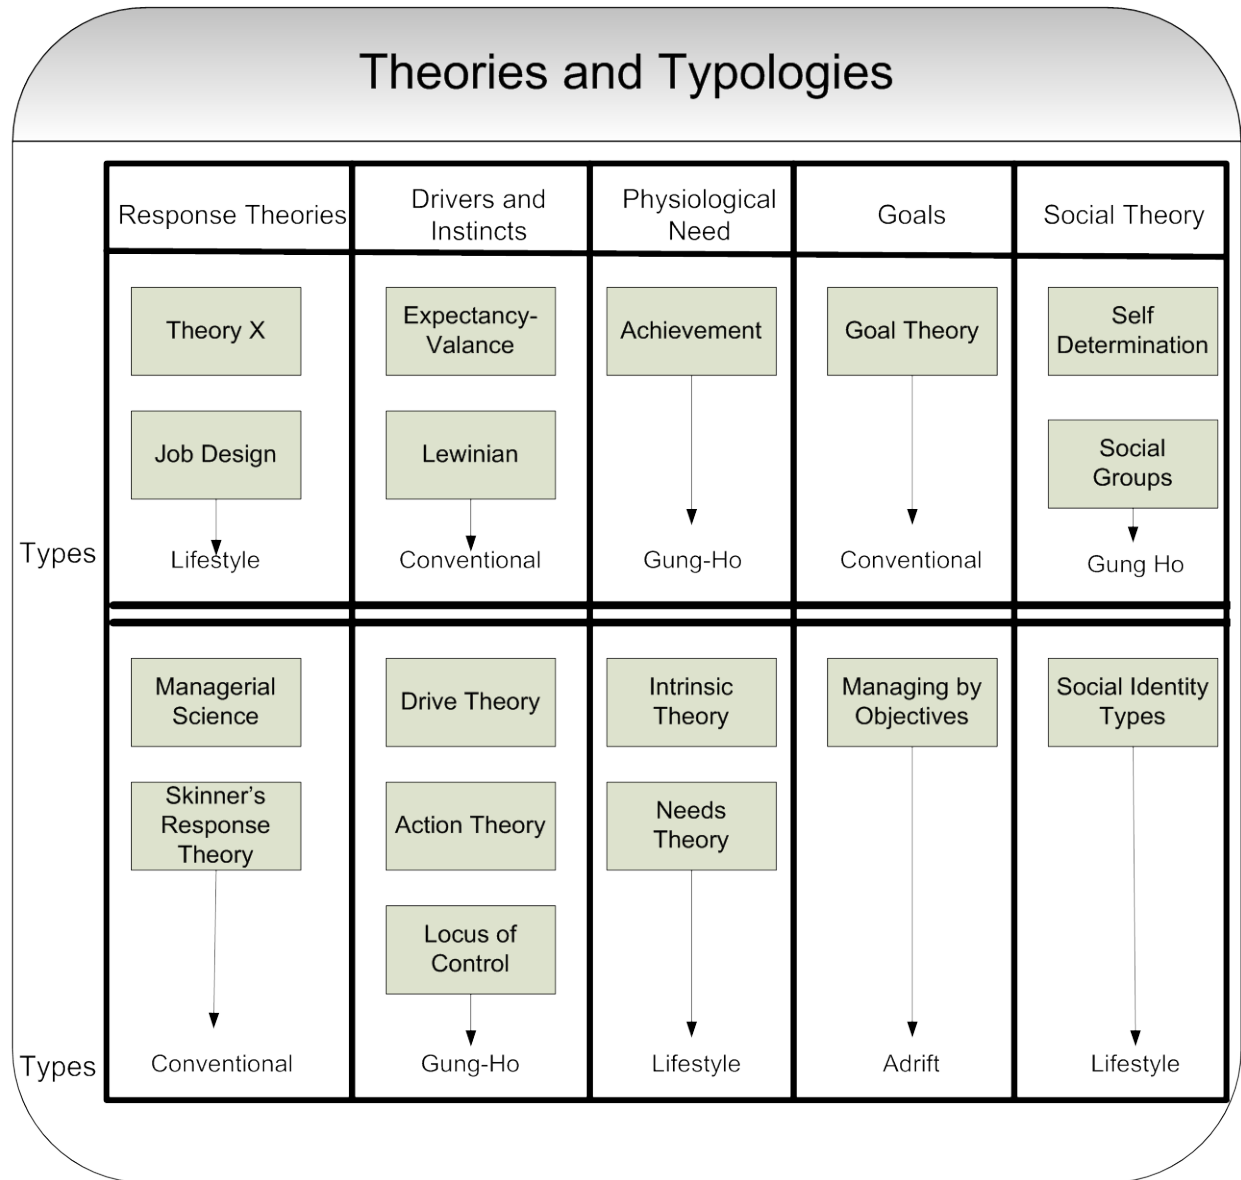 Theories and Typologies
Response Theories
Drivers and
Instincts
Physiological
Need
Goals
Social Theory
Theory X
Expectancy-
Valance
Achievement
Goal Theory
Self
Determination
Job Design
Lewinian
Social
Groups
Types
Lifestyle
Conventional
Gung-Ho
Conventional
Gung Ho
Managerial
Science
Drive Theory
Intrinsic
Theory
Managing by
Objectives
Social Identity
Types
Skinner's
Response
Theory
Action Theory
Needs
Theory
Locus of
Control
Types
Conventional
Gung-Ho
Lifestyle
Adrift
Lifestyle